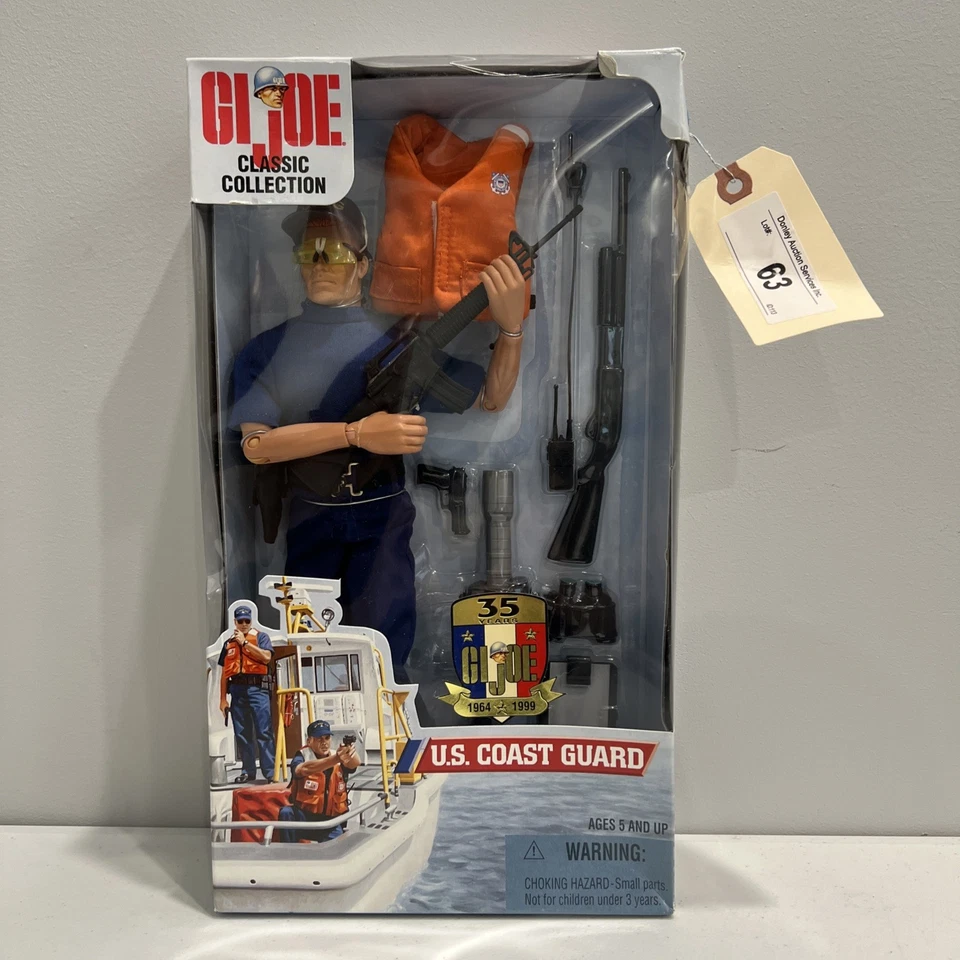 GI JOE
CLASSIC
COLLECTION
Danley Auction Services Inc
Lot#:
63
35
YEARS
GI JOE
1964 1999
U.S. COAST GUARD
AGES 5 AND UP
WARNING:
CHOKING HAZARD-Small parts.
Not for children under 3 years.